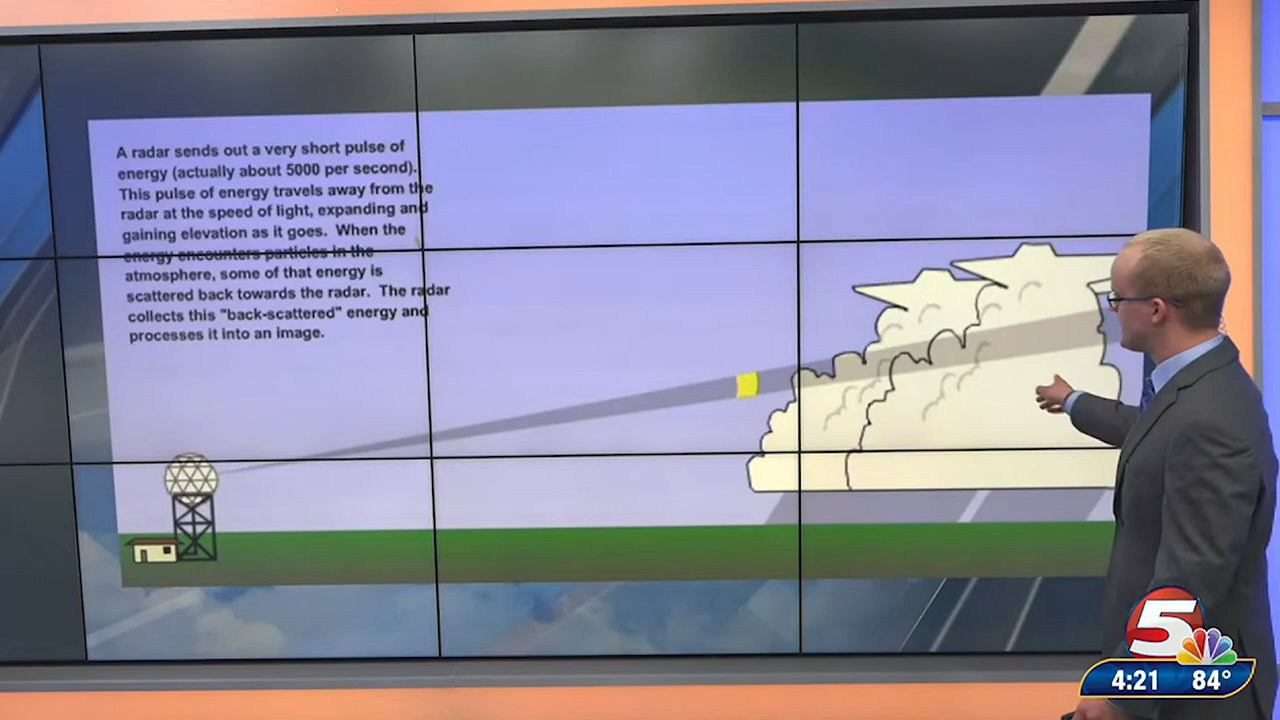 A radar sends out a very short pulse of
energy (actually about 5000 per second).
This pulse of energy travels away from the
radar at the speed of light, expanding and
gaining elevation as it goes. When the
energy encounters particles in the
atmosphere, some of that energy is
scattered back towards the radar. The radar
collects this "back-scattered" energy and
processes it into an image.
5
4:21 84°